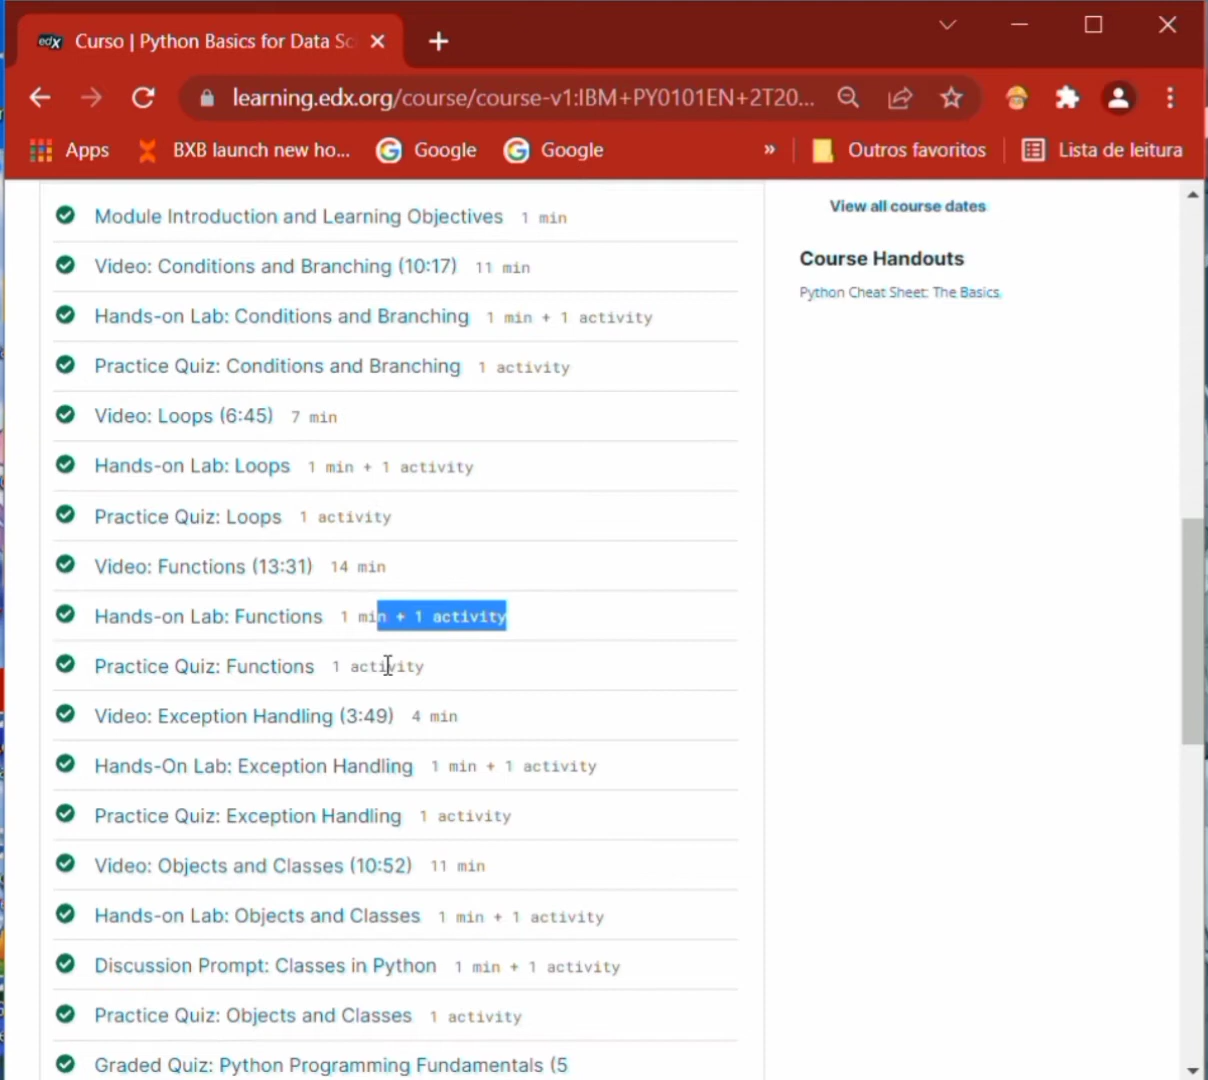 edX Curso | Python Basics for Data Sc
learning.edx.org/course/course-v1:IBM+PY0101EN+2T20...
Apps BXB launch new ho... Google Google » Outros favoritos Lista de leitura
Module Introduction and Learning Objectives 1 min
View all course dates
Video: Conditions and Branching (10:17) 11 min
Course Handouts
Python Cheat Sheet: The Basics
Hands-on Lab: Conditions and Branching 1 min + 1 activity
Practice Quiz: Conditions and Branching 1 activity
Video: Loops (6:45) 7 min
Hands-on Lab: Loops 1 min + 1 activity
Practice Quiz: Loops 1 activity
Video: Functions (13:31) 14 min
Hands-on Lab: Functions 1 min + 1 activity
Practice Quiz: Functions 1 activity
Video: Exception Handling (3:49) 4 min
Hands-On Lab: Exception Handling 1 min + 1 activity
Practice Quiz: Exception Handling 1 activity
Video: Objects and Classes (10:52) 11 min
Hands-on Lab: Objects and Classes 1 min + 1 activity
Discussion Prompt: Classes in Python 1 min + 1 activity
Practice Quiz: Objects and Classes 1 activity
Graded Quiz: Python Programming Fundamentals (5